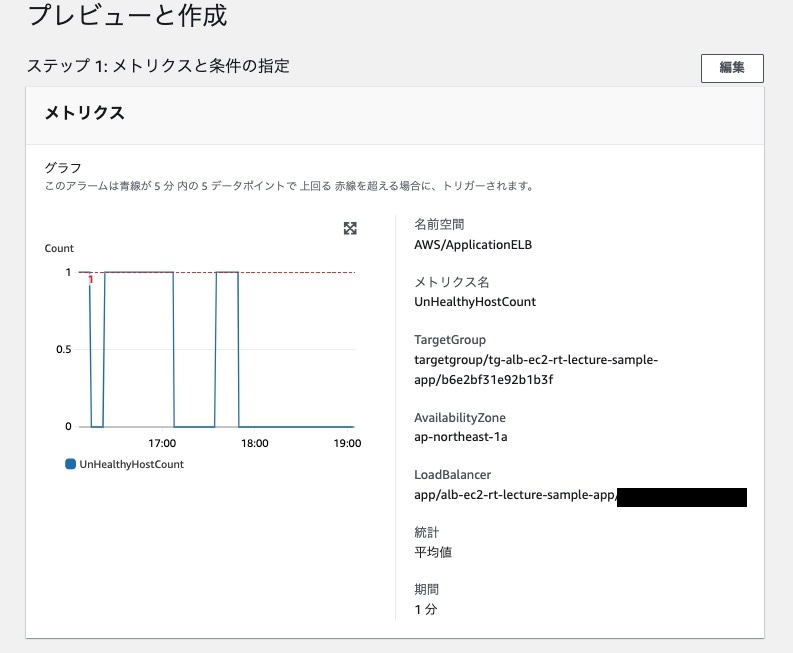 プレビューと作成
ステップ 1: メトリクスと条件の指定
編集
メトリクス
グラフ
このアラームは青線が 5 分 内の 5 データポイントで 上回る 赤線を超える場合に、トリガーされます。
Count
1
1
0.5
0
17:00
18:00
19:00
UnHealthyHostCount
名前空間
AWS/ApplicationELB
メトリクス名
UnHealthyHostCount
TargetGroup
targetgroup/tg-alb-ec2-rt-lecture-sample-
app/b6e2bf31e92b1b3f
AvailabilityZone
ap-northeast-1a
LoadBalancer
app/alb-ec2-rt-lecture-sample-app/
統計
平均値
期間
1 分